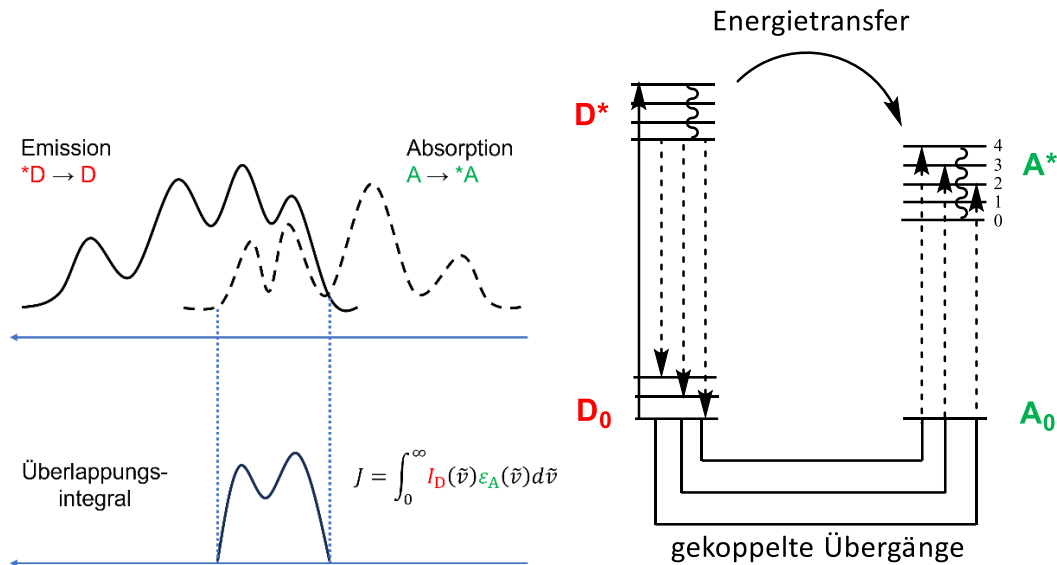 Emission
*D → D
Absorption
A → *A
Überlappungs-
integral
J = ∫₀^∞ I_D(ṽ)ε_A(ṽ)dṽ
Energietransfer
D*
A*
4
3
2
1
0
D₀
A₀
gekoppelte Übergänge